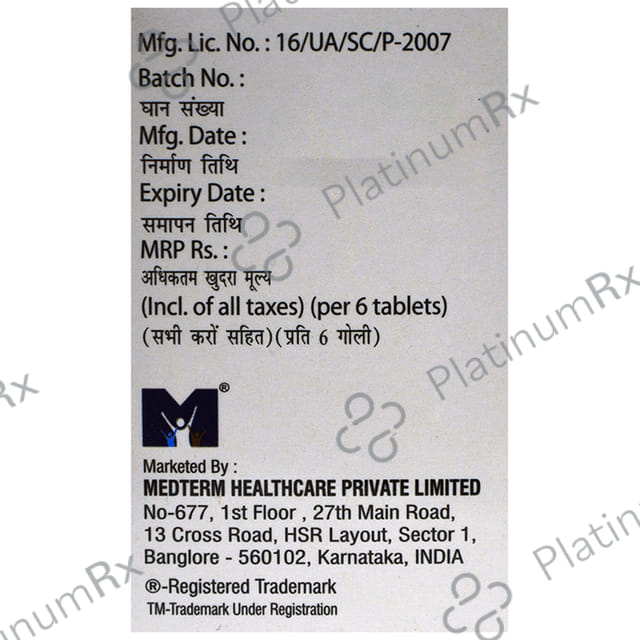 Mfg. Lic. No. : 16/UA/SC/P-2007
Batch No. :
घान संख्या
Mfg. Date :
निर्माण तिथि
Expiry Date :
समापन तिथि
MRP Rs. :
अधिकतम खुदरा मूल्य
(Incl. of all taxes) (per 6 tablets)
(सभी करों सहित) (प्रति 6 गोली)
M®
Marketed By :
MEDTERM HEALTHCARE PRIVATE LIMITED
No-677, 1st Floor , 27th Main Road,
13 Cross Road, HSR Layout, Sector 1,
Banglore - 560102, Karnataka, INDIA
®-Registered Trademark
TM-Trademark Under Registration
PlatinumRx
PlatinumRx
PlatinumRx